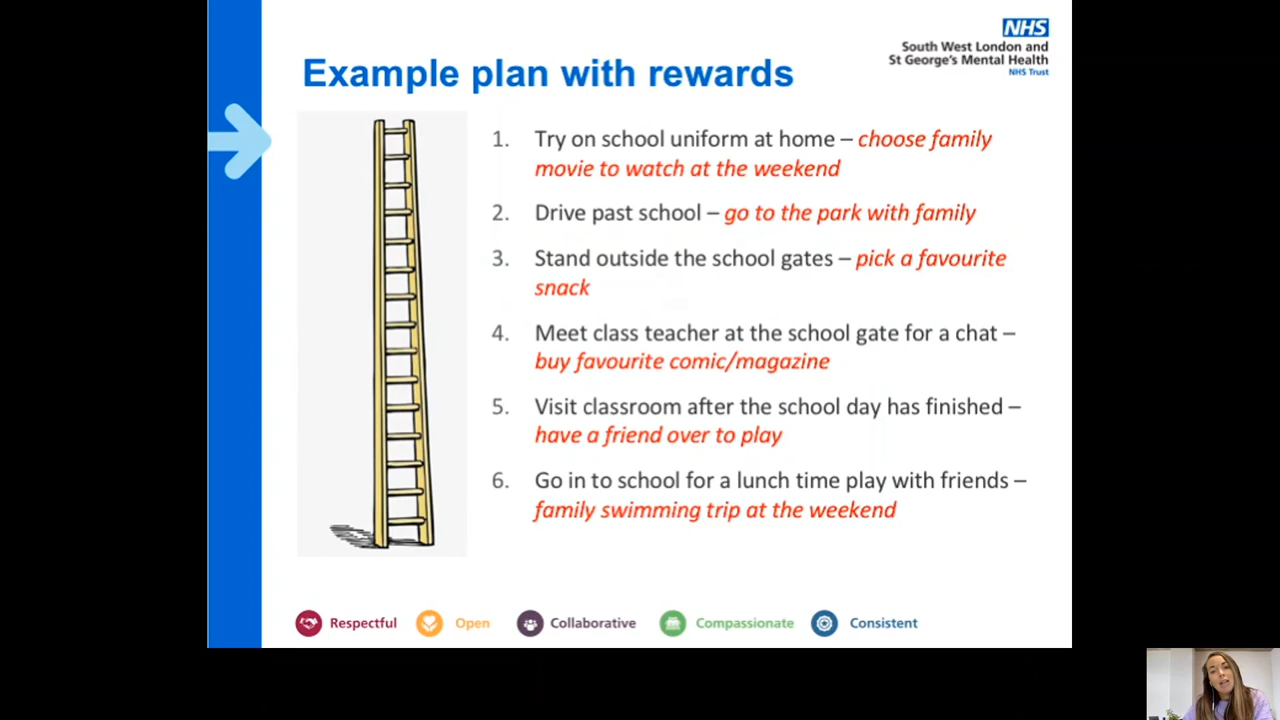 NHS
South West London and
St George's Mental Health
NHS Trust
Example plan with rewards
1. Try on school uniform at home – choose family
movie to watch at the weekend
2. Drive past school – go to the park with family
3. Stand outside the school gates – pick a favourite
snack
4. Meet class teacher at the school gate for a chat –
buy favourite comic/magazine
5. Visit classroom after the school day has finished –
have a friend over to play
6. Go in to school for a lunch time play with friends –
family swimming trip at the weekend
Respectful Open Collaborative Compassionate Consistent